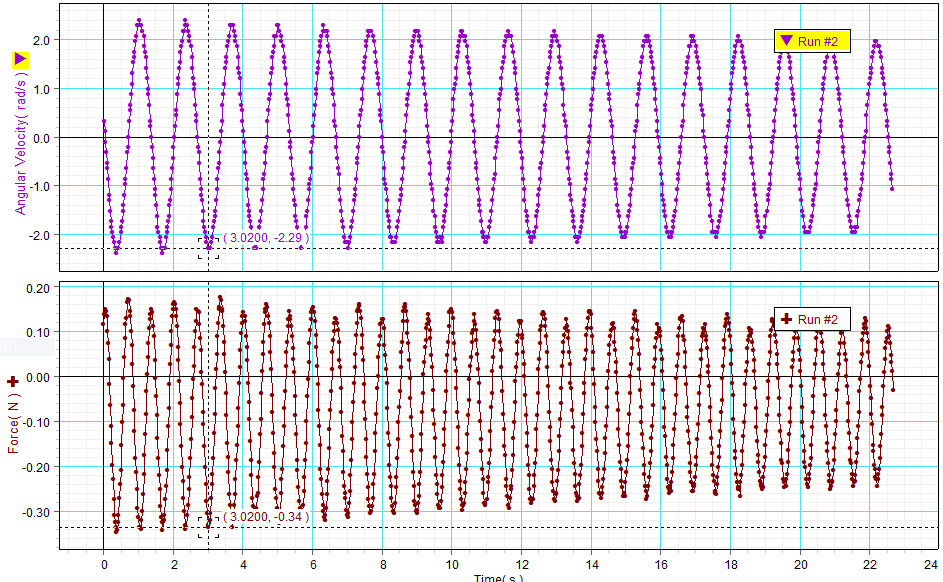 2.0
1.0
0.0
-1.0
-2.0
Angular Velocity( rad/s )
Run #2
( 3.0200, -2.29 )
0.20
0.10
0.00
-0.10
-0.20
-0.30
Force( N )
Run #2
( 3.0200, -0.34 )
0 2 4 6 8 10 12 14 16 18 20 22 24
Time( s )